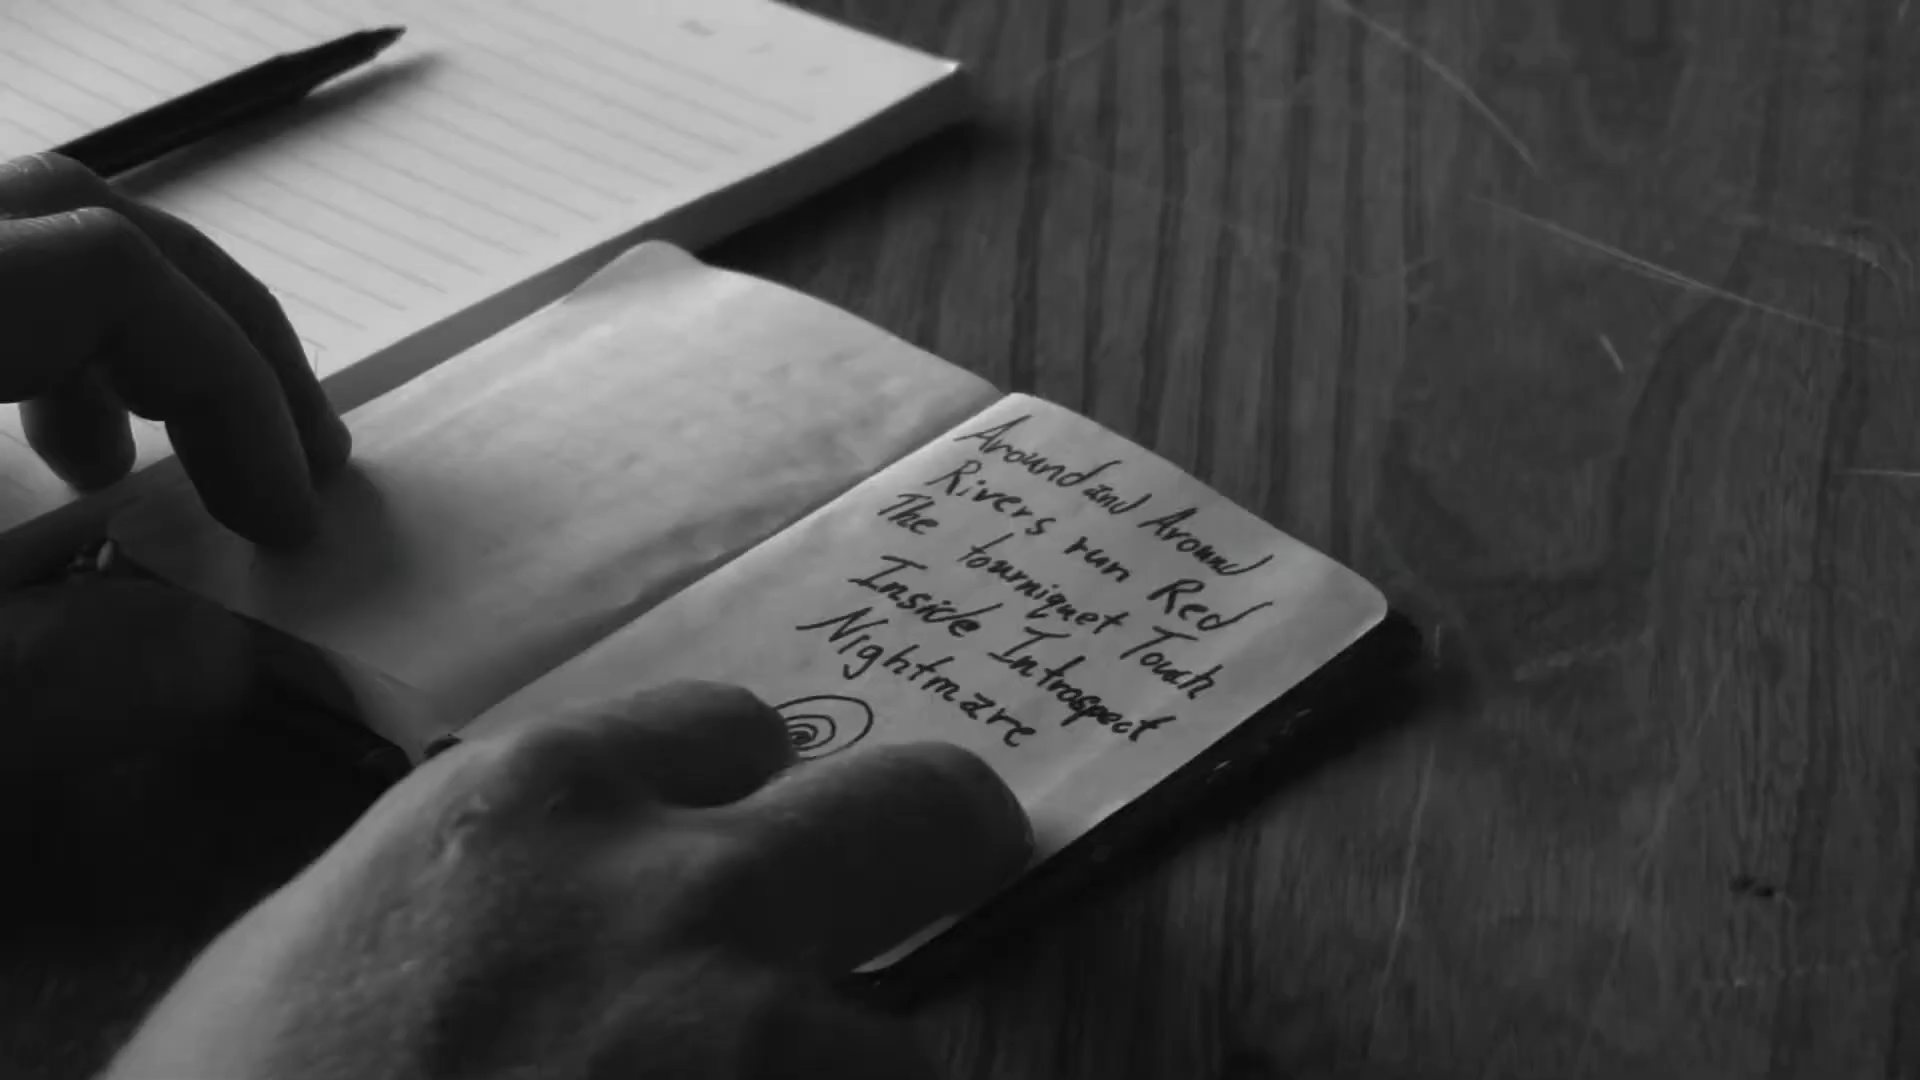 Around and Around
Rivers run Red
The tourniquet Touch
Inside Introspect
Nightmare